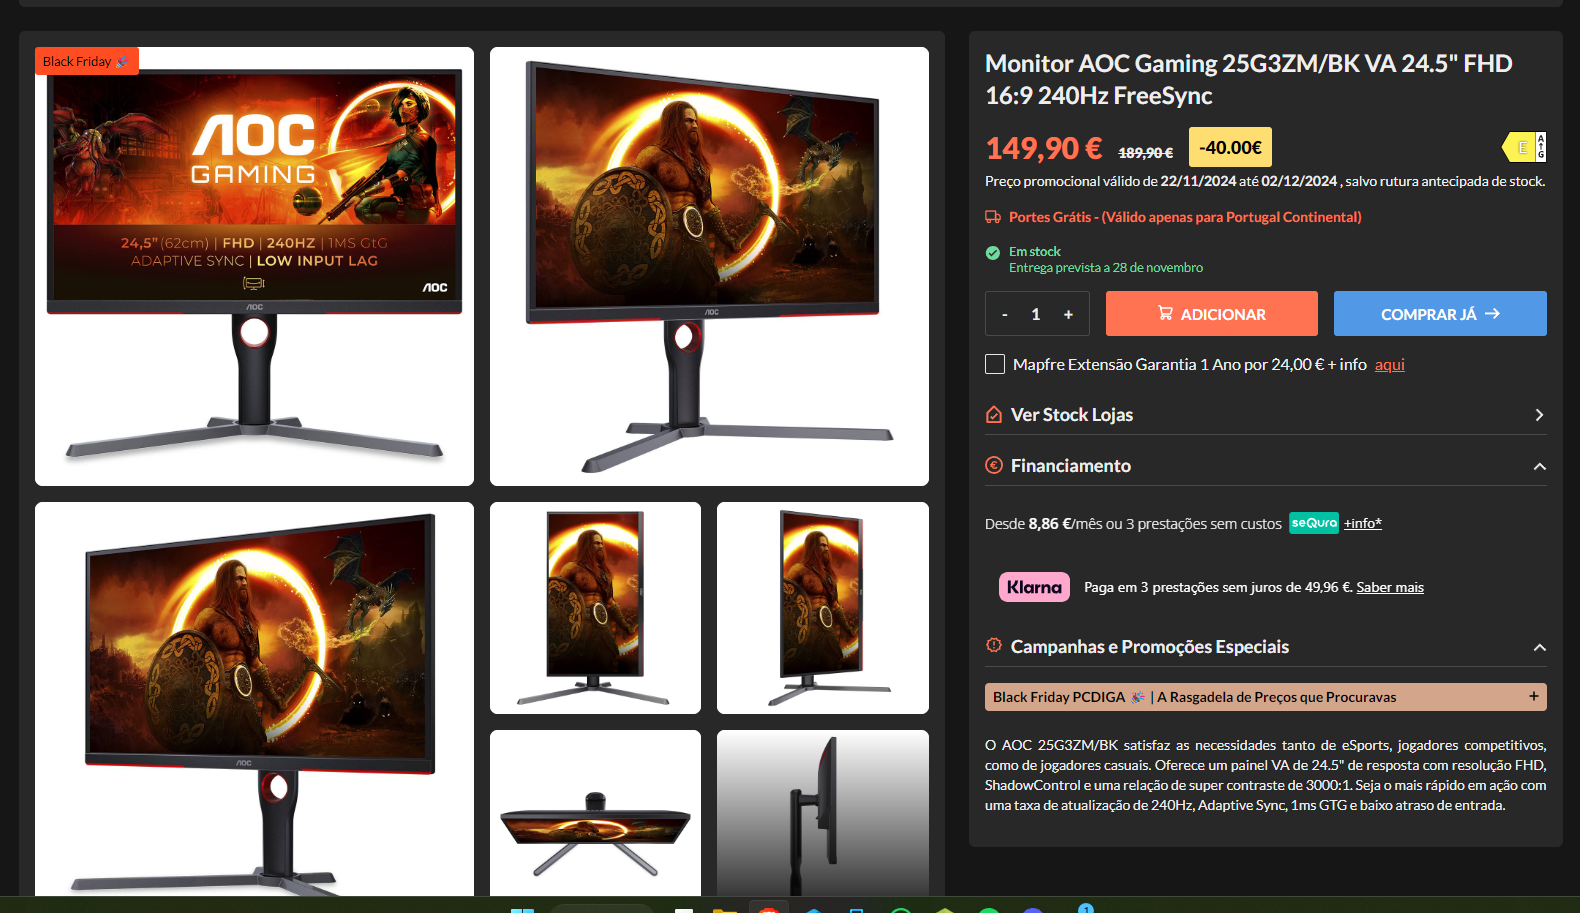 Black Friday
AOC
GAMING
24,5” (62cm) | FHD | 240HZ | 1MS GtG
ADAPTIVE SYNC | LOW INPUT LAG
AOC
AOC
AOC
AOC
Monitor AOC Gaming 25G3ZM/BK VA 24.5" FHD
16:9 240Hz FreeSync
149,90 € 189,90 € -40.00€
E A G
Preço promocional válido de 22/11/2024 até 02/12/2024 , salvo rutura antecipada de stock.
Portes Grátis - (Válido apenas para Portugal Continental)
Em stock
Entrega prevista a 28 de novembro
- 1 +
ADICIONAR
COMPRAR JÁ
Mapfre Extensão Garantia 1 Ano por 24,00 € + info aqui
Ver Stock Lojas
Financiamento
Desde 8,86 €/mês ou 3 prestações sem custos seQura +info*
Klarna Paga em 3 prestações sem juros de 49,96 €. Saber mais
Campanhas e Promoções Especiais
Black Friday PCDIGA | A Rasgadela de Preços que Procuravas +
O AOC 25G3ZM/BK satisfaz as necessidades tanto de eSports, jogadores competitivos,
como de jogadores casuais. Oferece um painel VA de 24.5" de resposta com resolução FHD,
ShadowControl e uma relação de super contraste de 3000:1. Seja o mais rápido em ação com
uma taxa de atualização de 240Hz, Adaptive Sync, 1ms GTG e baixo atraso de entrada.
1